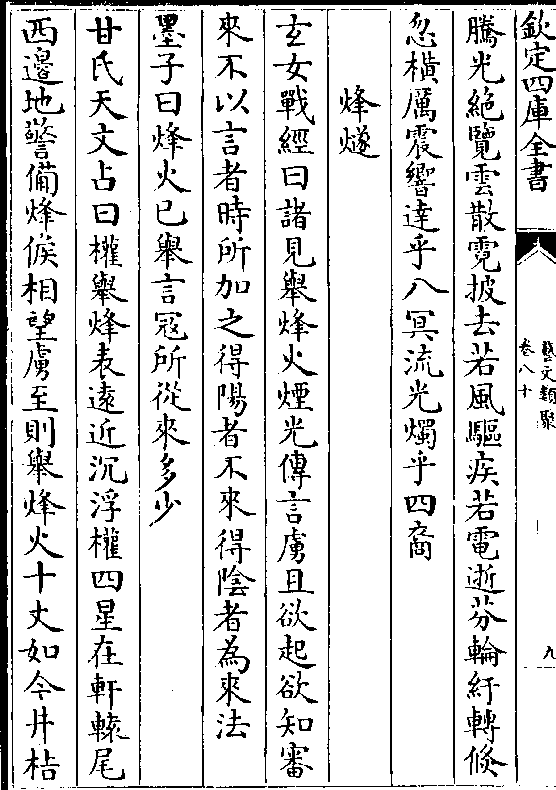 欽定四庫全書
藝文類聚
卷八十
九
騰光絶覽雲散霓披去若風驅疾若電逝芬輪紆轉倐
忽橫厲震響達乎八冥流光燭乎四裔
烽燧
玄女戰經曰諸見舉烽火煙光傳言虜且欲起欲知審
來不以言者時所加之得陽者不來得陰者為來法
墨子曰烽火已舉言寇所從來多少
甘氏天文占曰權舉烽表遠近沉浮權四星在軒轅尾
西邊地警備烽候相望虜至則舉烽火十丈如今井桔